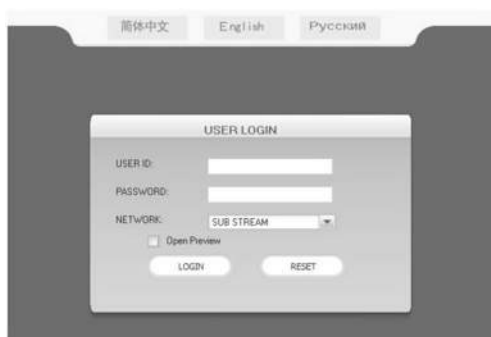 简体中文 English Русский
USER LOGIN
USER ID:
PASSWORD:
NETWORK: SUB STREAM
Open Preview
LOGIN RESET